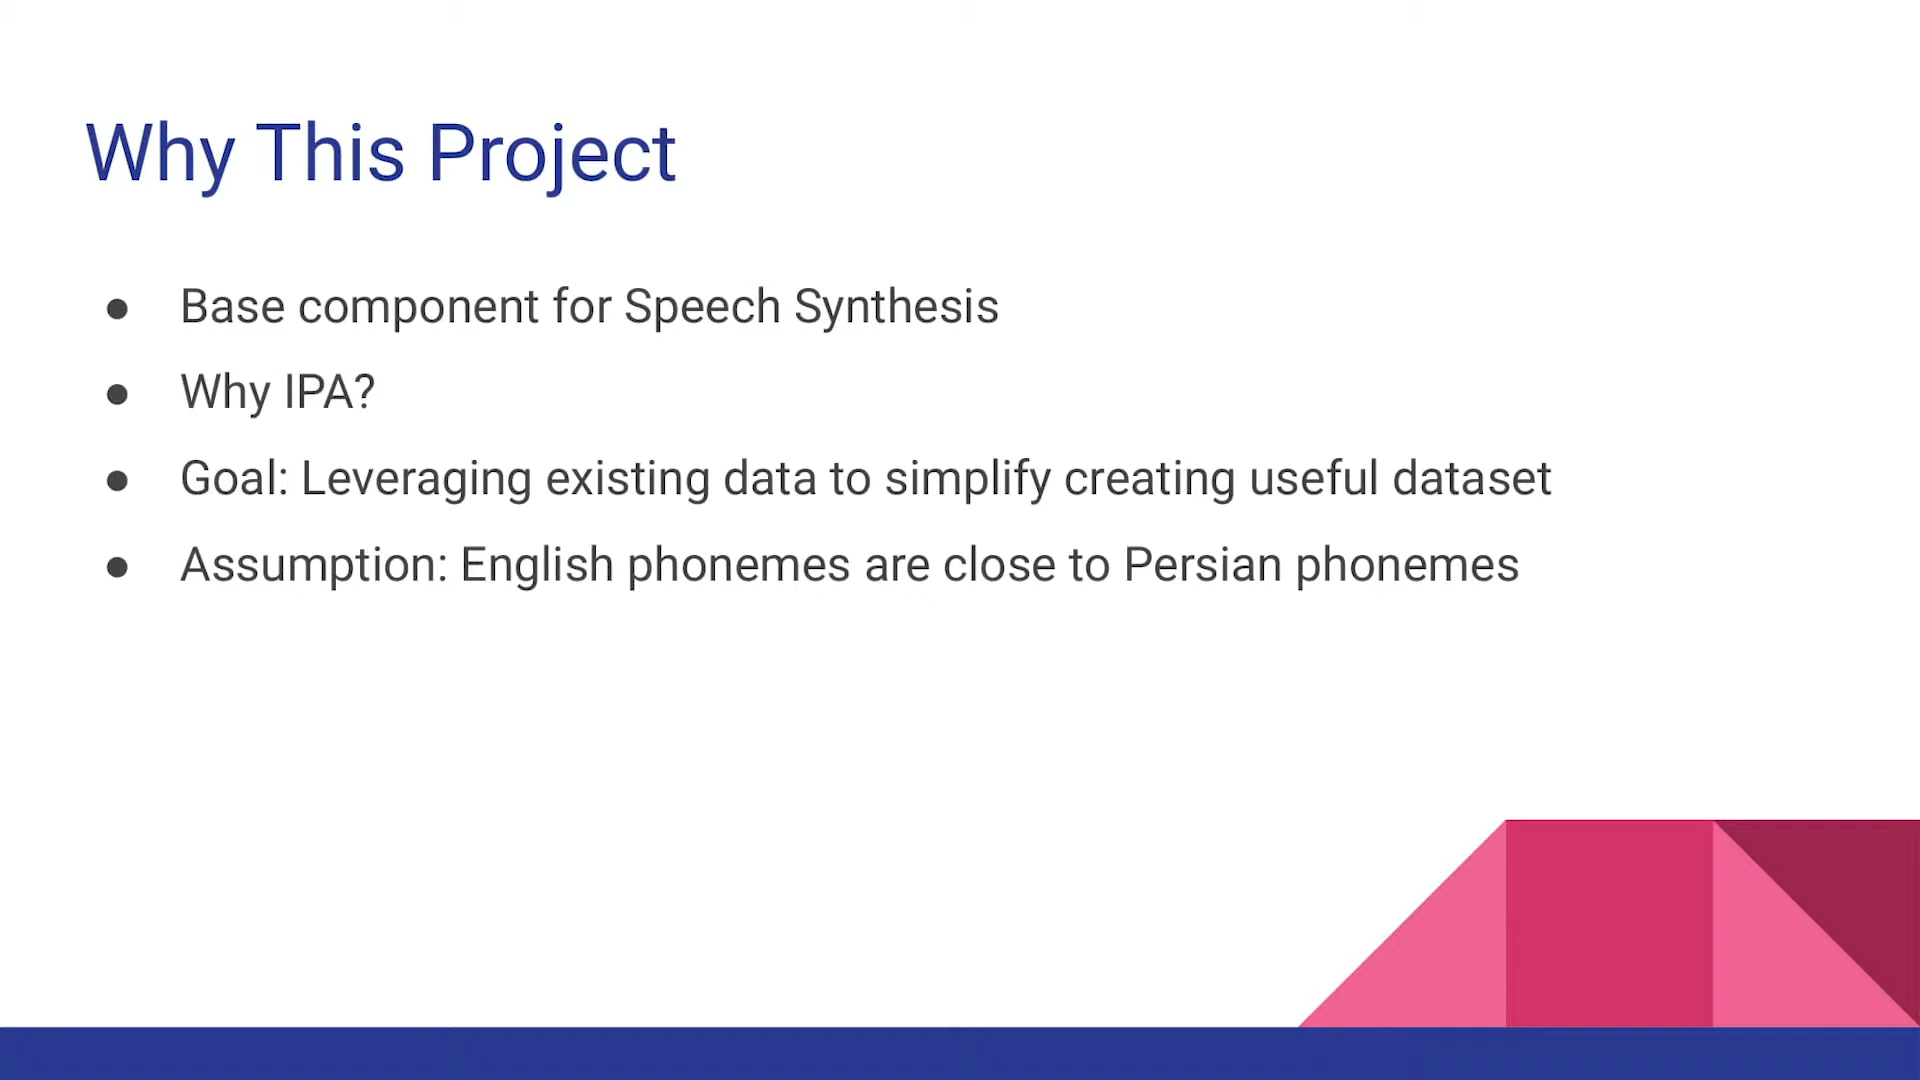 Why This Project
● Base component for Speech Synthesis
● Why IPA?
● Goal: Leveraging existing data to simplify creating useful dataset
● Assumption: English phonemes are close to Persian phonemes